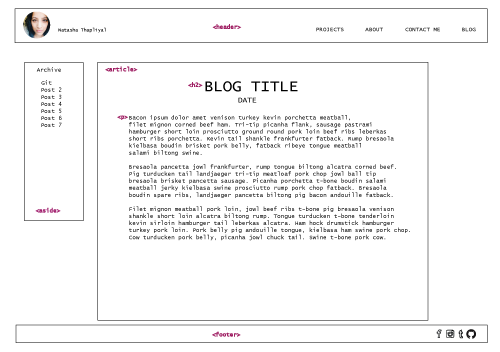 Natasha Thapliyal
<header>
PROJECTS ABOUT CONTACT ME BLOG
Archive
Git
Post 2
Post 3
Post 4
Post 5
Post 6
Post 7
<aside>
<article>
<h2> BLOG TITLE
DATE
<p> Bacon ipsum dolor amet venison turkey kevin porchetta meatball,
filet mignon corned beef ham. Tri-tip picanha flank, sausage pastrami
hamburger short loin prosciutto ground round pork loin beef ribs leberkas
short ribs porchetta. Kevin tail shankle frankfurter fatback. Rump bresaola
kielbasa boudin brisket pork belly, fatback ribeye tongue meatball
salami biltong swine.
Bresaola pancetta jowl frankfurter, rump tongue biltong alcatra corned beef.
Pig turducken tail landjaeger tri-tip meatloaf pork chop jowl ball tip
bresaola brisket pancetta sausage. Picanha porchetta t-bone boudin salami
meatball jerky kielbasa swine prosciutto rump pork chop fatback. Bresaola
boudin spare ribs, landjaeger pancetta biltong pig bacon andouille fatback.
Filet mignon meatball pork loin, jowl beef ribs t-bone pig bresaola venison
shankle short loin alcatra biltong rump. Tongue turducken t-bone tenderloin
kevin sirloin hamburger tail leberkas alcatra. Ham hock drumstick hamburger
turkey pork loin. Pork belly pig andouille tongue, kielbasa ham swine pork chop.
Cow turducken pork belly, picanha jowl chuck tail. Swine t-bone pork cow.
<footer>